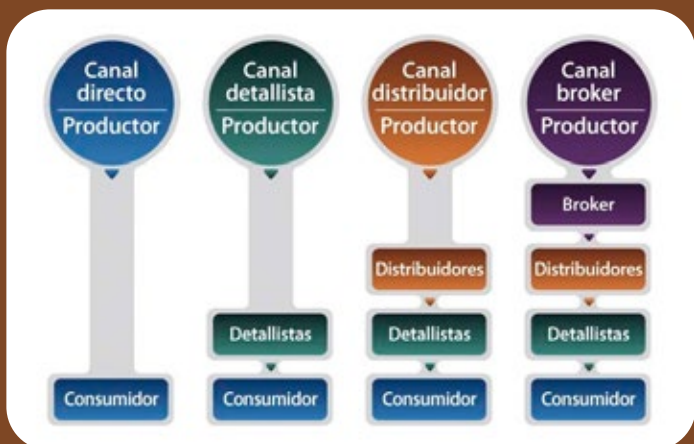 Canal
directo
Productor
Consumidor
Canal
detallista
Productor
Detallistas
Consumidor
Canal
distribuidor
Productor
Distribuidores
Detallistas
Consumidor
Canal
broker
Productor
Broker
Distribuidores
Detallistas
Consumidor